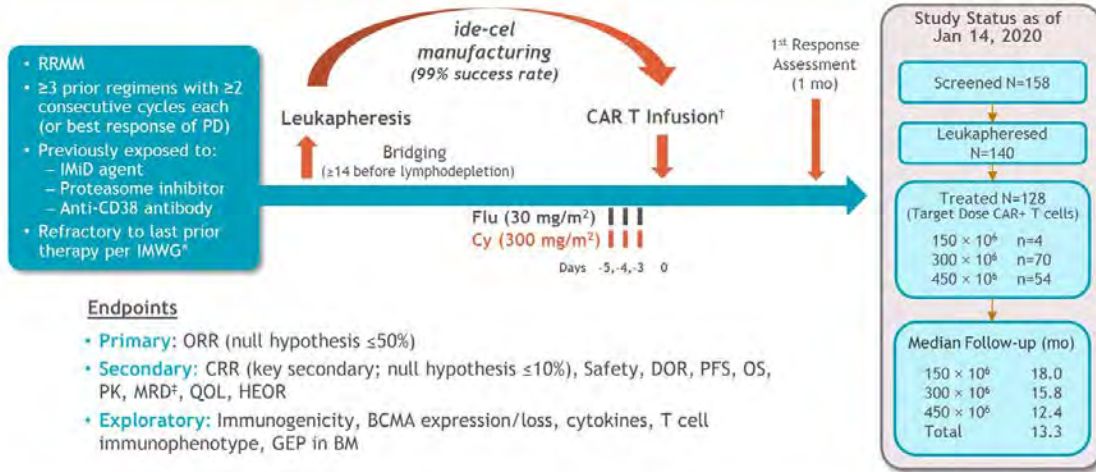 • RRMM
• ≥3 prior regimens with ≥2
consecutive cycles each
(or best response of PD)
• Previously exposed to:
– IMiD agent
– Proteasome inhibitor
– Anti-CD38 antibody
• Refractory to last prior
therapy per IMWG*
ide-cel
manufacturing
(99% success rate)
Leukapheresis
CAR T Infusion†
Bridging
(≥14 before lymphodepletion)
1st Response
Assessment
(1 mo)
Flu (30 mg/m²)
Cy (300 mg/m²)
Days -5,-4,-3 0
Endpoints
• Primary: ORR (null hypothesis ≤50%)
• Secondary: CRR (key secondary; null hypothesis ≤10%), Safety, DOR, PFS, OS,
PK, MRD‡, QOL, HEOR
• Exploratory: Immunogenicity, BCMA expression/loss, cytokines, T cell
immunophenotype, GEP in BM
Study Status as of
Jan 14, 2020
Screened N=158
Leukapheresed
N=140
Treated N=128
(Target Dose CAR+ T cells)
150 × 10⁶ n=4
300 × 10⁶ n=70
450 × 10⁶ n=54
Median Follow-up (mo)
150 × 10⁶ 18.0
300 × 10⁶ 15.8
450 × 10⁶ 12.4
Total 13.3